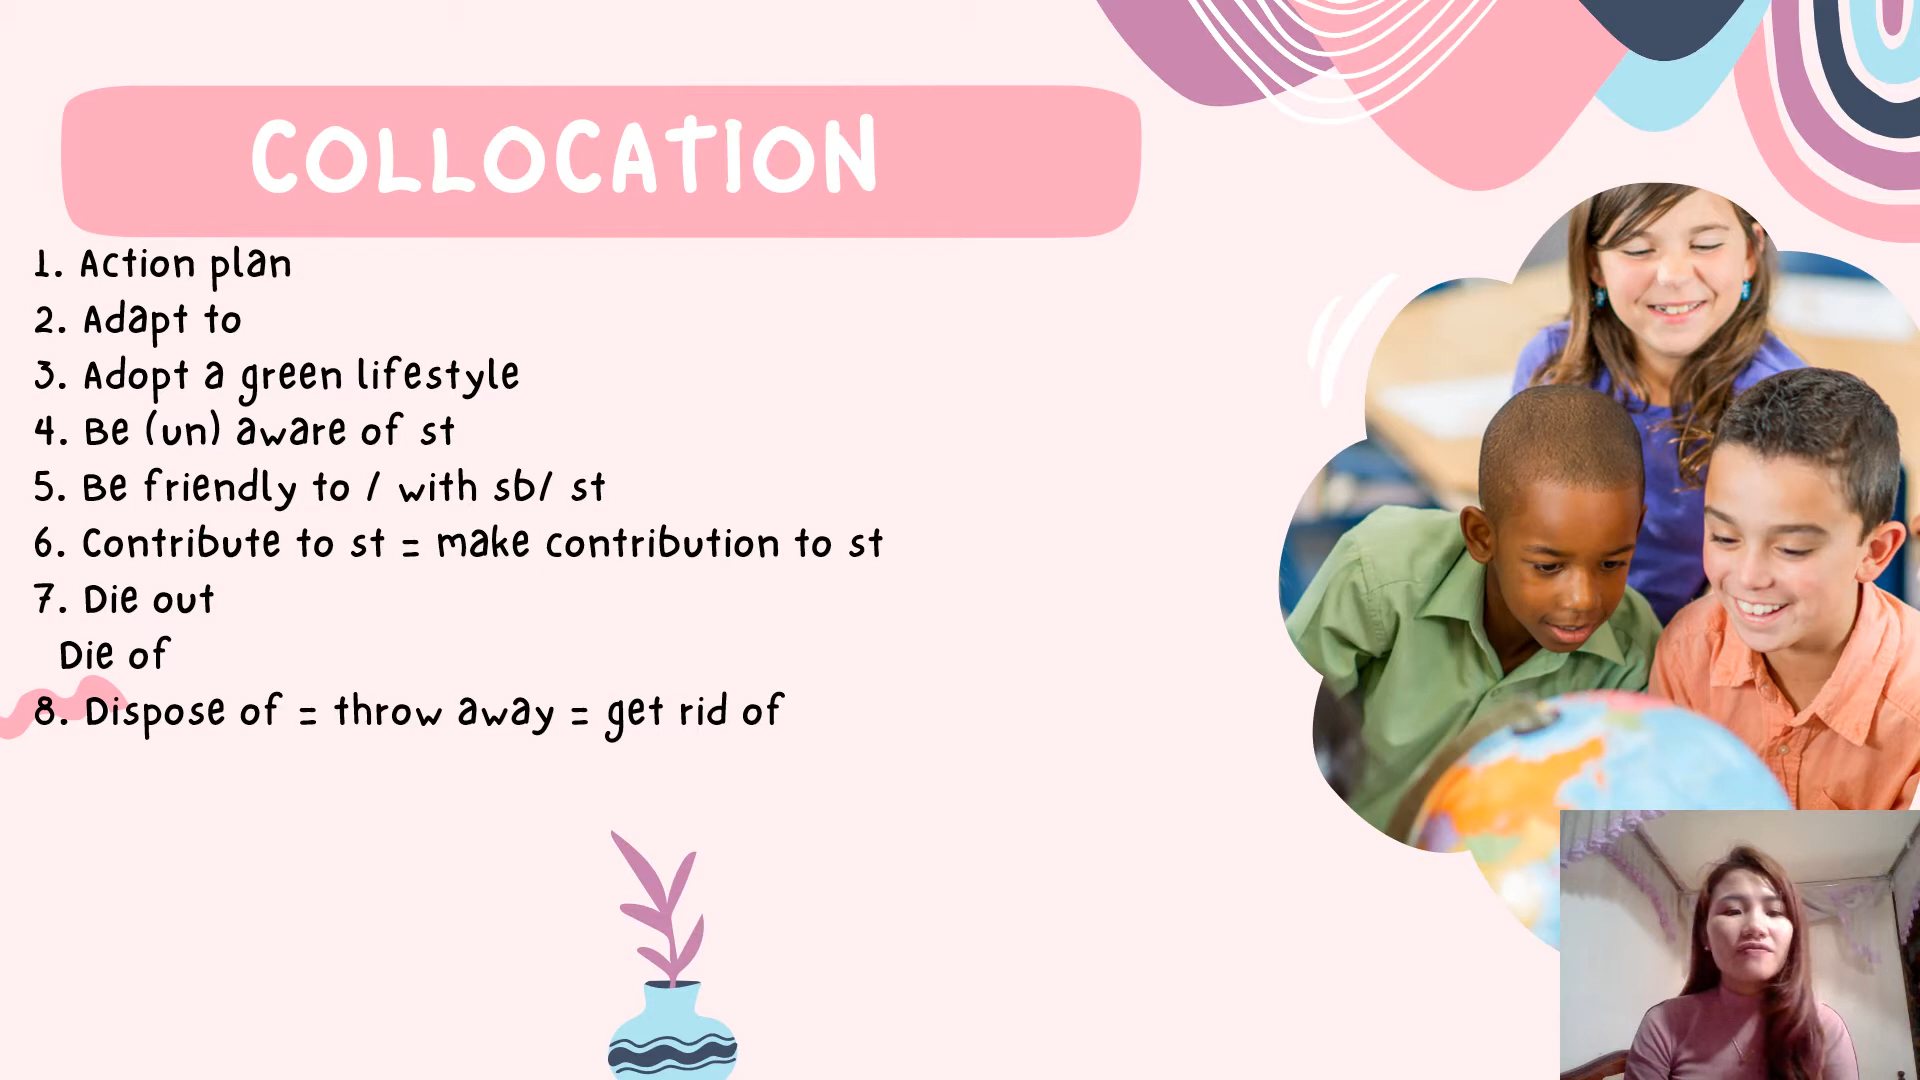 COLLOCATION
1. Action plan
2. Adapt to
3. Adopt a green lifestyle
4. Be (un) aware of st
5. Be friendly to / with sb/ st
6. Contribute to st = make contribution to st
7. Die out
Die of
8. Dispose of = throw away = get rid of